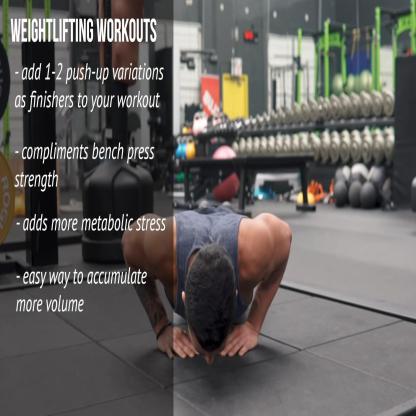 WEIGHTLIFTING WORKOUTS
- add 1-2 push-up variations
as finishers to your workout
- compliments bench press
strength
- adds more metabolic stress
- easy way to accumulate
more volume